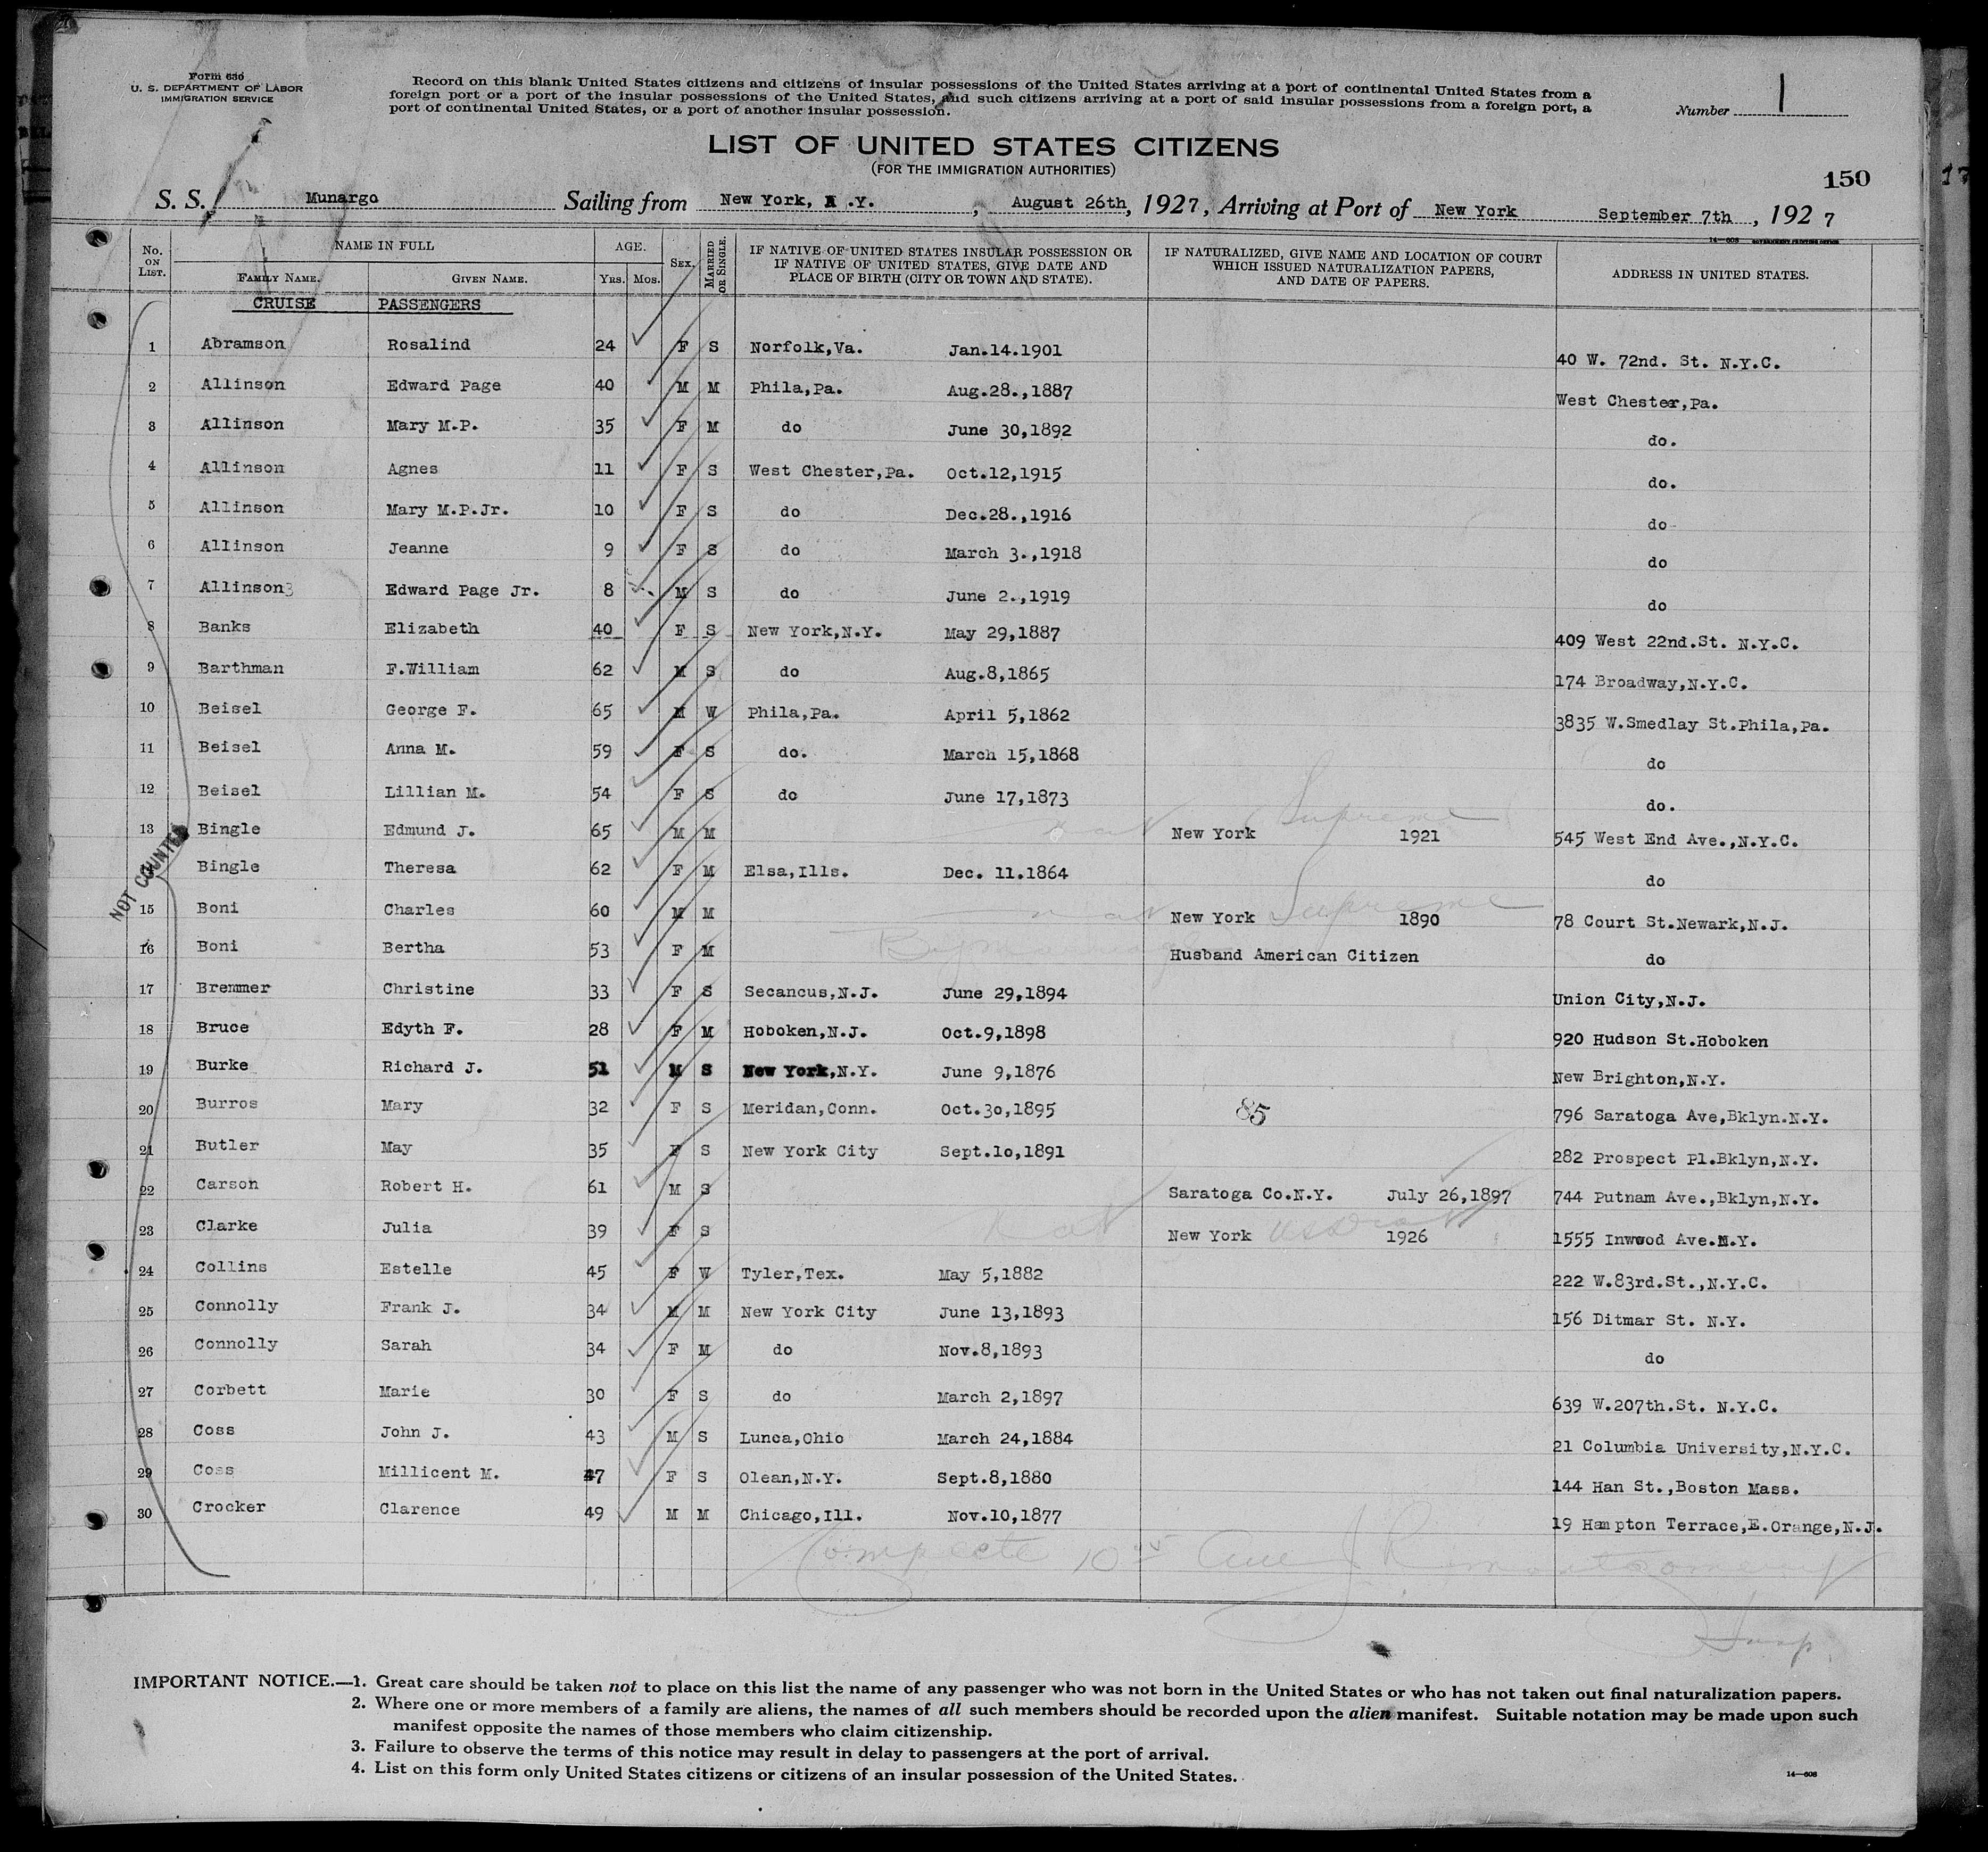 Form 630
U. S. DEPARTMENT OF LABOR
IMMIGRATION SERVICE
Record on this blank United States citizens and citizens of insular possessions of the United States arriving at a port of continental United States from a
foreign port or a port of the insular possessions of the United States, and such citizens arriving at a port of said insular possessions from a foreign port, a
port of continental United States, or a port of another insular possession.
Number 1
LIST OF UNITED STATES CITIZENS
(FOR THE IMMIGRATION AUTHORITIES)
150
S. S. Munargo Sailing from New York, N.Y. , August 26th, 1927, Arriving at Port of New York September 7th, 1927
14—608 GOVERNMENT PRINTING OFFICE
No. ON LIST. NAME IN FULL FAMILY NAME. GIVEN NAME. AGE. Yrs. Mos. SEX. MARRIED OR SINGLE. IF NATIVE OF UNITED STATES INSULAR POSSESSION OR IF NATIVE OF UNITED STATES, GIVE DATE AND PLACE OF BIRTH (CITY OR TOWN AND STATE). IF NATURALIZED, GIVE NAME AND LOCATION OF COURT WHICH ISSUED NATURALIZATION PAPERS, AND DATE OF PAPERS. ADDRESS IN UNITED STATES.
CRUISE PASSENGERS
1 Abramson Rosalind 24 F S Norfolk,Va. Jan.14.1901 40 W. 72nd. St. N.Y.C.
2 Allinson Edward Page 40 M M Phila,Pa. Aug.28.,1887 West Chester,Pa.
3 Allinson Mary M.P. 35 F M do June 30,1892 do.
4 Allinson Agnes 11 F S West Chester,Pa. Oct.12,1915 do.
5 Allinson Mary M.P.Jr. 10 F S do Dec.28.,1916 do
6 Allinson Jeanne 9 F S do March 3.,1918 do
7 Allinson Edward Page Jr. 8 M S do June 2.,1919 do
8 Banks Elizabeth 40 F S New York,N.Y. May 29,1887 409 West 22nd.St. N.Y.C.
9 Barthman F.William 62 M S do Aug.8,1865 174 Broadway,N.Y.C.
10 Beisel George F. 65 M W Phila,Pa. April 5,1862 3835 W.Smedlay St.Phila,Pa.
11 Beisel Anna M. 59 F S do. March 15,1868 do
12 Beisel Lillian M. 54 F S do June 17,1873 do.
13 Bingle Edmund J. 65 M M nat New York Supreme 1921 545 West End Ave.,N.Y.C.
NOT COUNTED
Bingle Theresa 62 F M Elsa,Ills. Dec. 11.1864 do
15 Boni Charles 60 M M nat New York Supreme 1890 78 Court St.Newark,N.J.
16 Boni Bertha 53 F M By marriage Husband American Citizen do
17 Bremmer Christine 33 F S Secancus,N.J. June 29,1894 Union City,N.J.
18 Bruce Edyth F. 28 F M Hoboken,N.J. Oct.9,1898 920 Hudson St.Hoboken
19 Burke Richard J. 51 M S New York,N.Y. June 9,1876 New Brighton,N.Y.
20 Burros Mary 32 F S Meridan,Conn. Oct.30,1895 85 796 Saratoga Ave,Bklyn.N.Y.
21 Butler May 35 F S New York City Sept.10,1891 282 Prospect Pl.Bklyn,N.Y.
22 Carson Robert H. 61 M S Saratoga Co.N.Y. July 26,1897 744 Putnam Ave.,Bklyn,N.Y.
23 Clarke Julia 39 F S Nat New York 1926 1555 Inwood Ave.N.Y.
24 Collins Estelle 45 F W Tyler,Tex. May 5,1882 222 W.83rd.St.,N.Y.C.
25 Connolly Frank J. 34 M M New York City June 13,1893 156 Ditmar St. N.Y.
26 Connolly Sarah 34 F M do Nov.8,1893 do
27 Corbett Marie 30 F S do March 2,1897 639 W.207th.St. N.Y.C.
28 Coss John J. 43 M S Lunca,Ohio March 24,1884 21 Columbia University,N.Y.C.
29 Coss Millicent M. 47 F S Olean,N.Y. Sept.8,1880 144 Han St.,Boston Mass.
30 Crocker Clarence 49 M M Chicago,Ill. Nov.10,1877 19 Hampton Terrace,E.Orange,N.J.
Complete 10 Montgomery
Insp
IMPORTANT NOTICE.—1. Great care should be taken not to place on this list the name of any passenger who was not born in the United States or who has not taken out final naturalization papers.
2. Where one or more members of a family are aliens, the names of all such members should be recorded upon the alien manifest. Suitable notation may be made upon such
manifest opposite the names of those members who claim citizenship.
3. Failure to observe the terms of this notice may result in delay to passengers at the port of arrival.
4. List on this form only United States citizens or citizens of an insular possession of the United States.
14—608